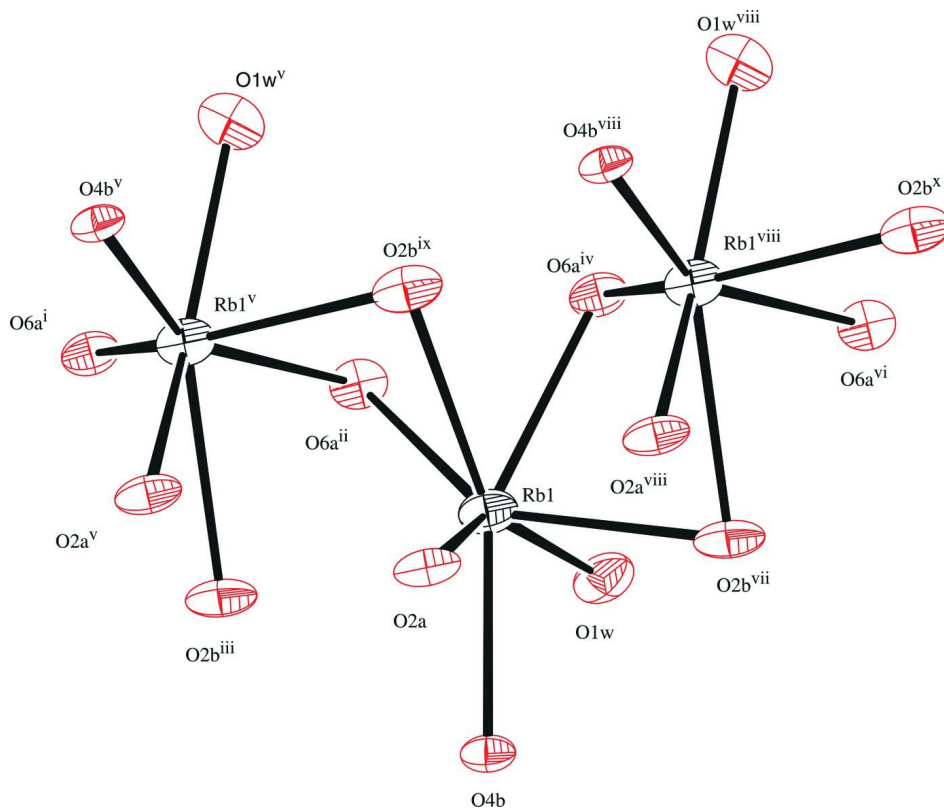 O1w^viii
O1w^v
O4b^viii
O4b^v
O2b^x
O2b^ix
O6a^iv
Rb1^viii
Rb1^v
O6a^i
O6a^vi
O6a^ii
O2a^viii
Rb1
O2a^v
O2b^vii
O2a
O1w
O2b^iii
O4b